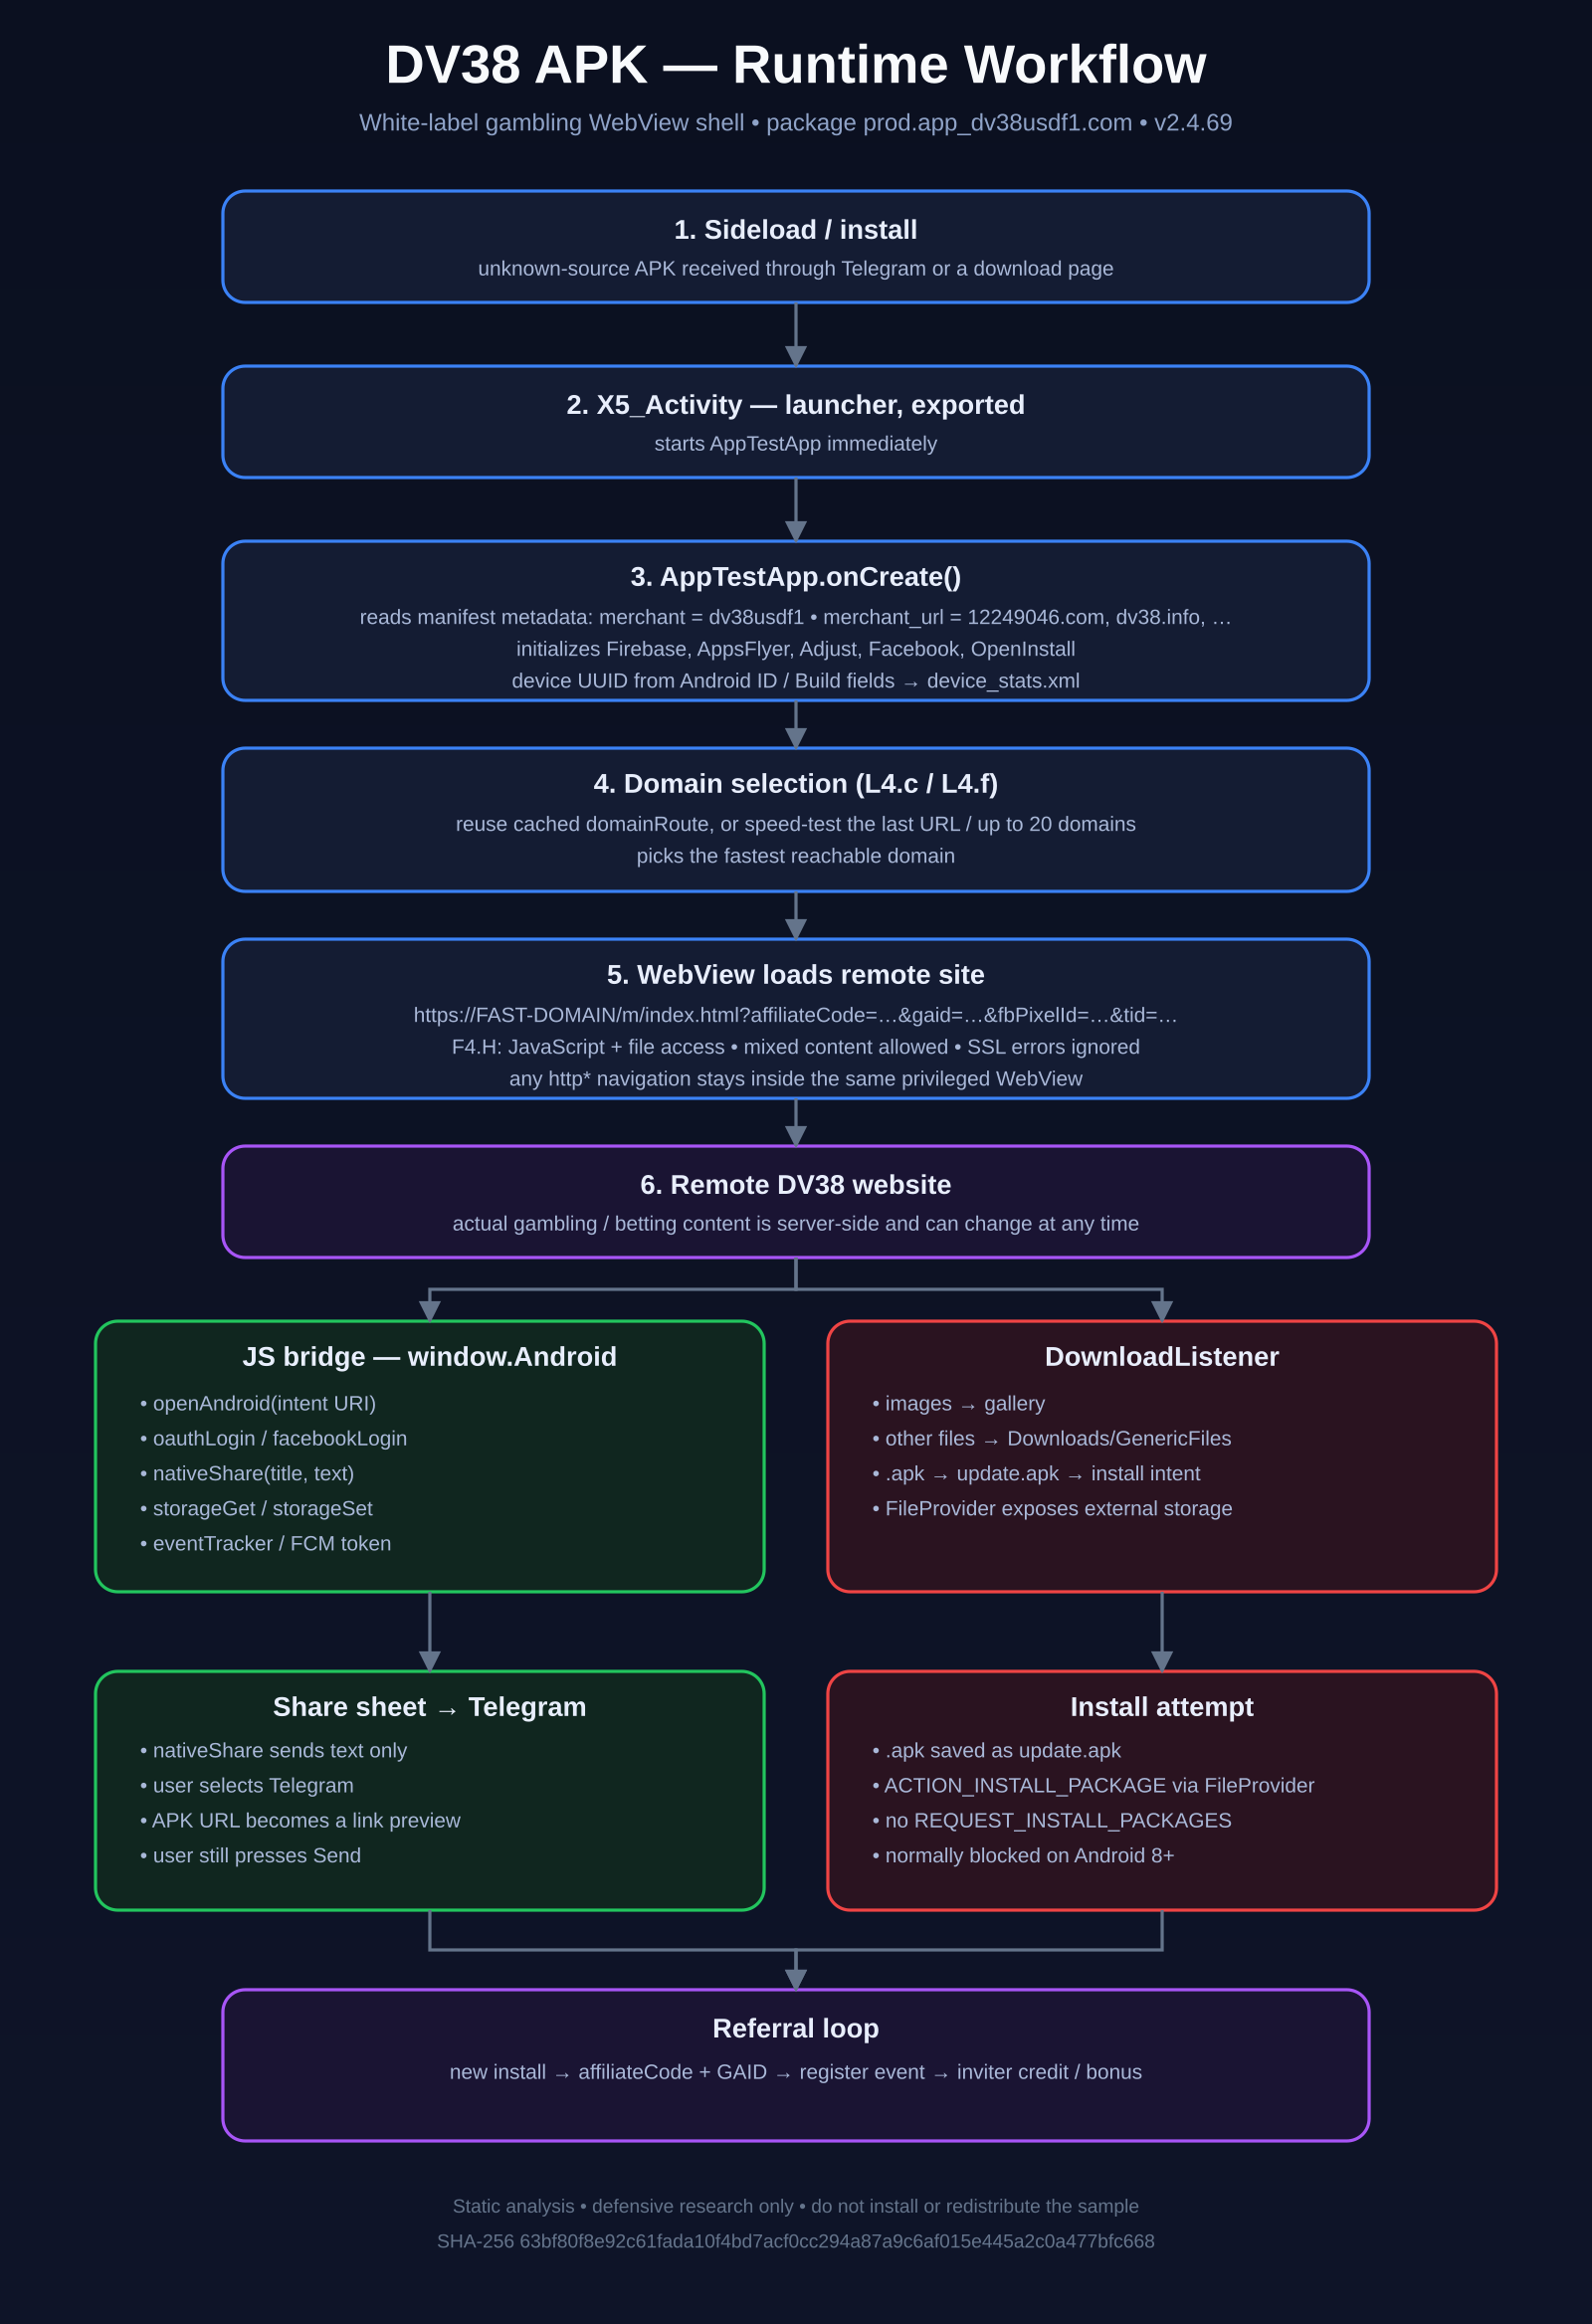 DV38 APK — Runtime Workflow
White-label gambling WebView shell • package prod.app_dv38usdf1.com • v2.4.69
1. Sideload / install
unknown-source APK received through Telegram or a download page
2. X5_Activity — launcher, exported
starts AppTestApp immediately
3. AppTestApp.onCreate()
reads manifest metadata: merchant = dv38usdf1 • merchant_url = 12249046.com, dv38.info, …
initializes Firebase, AppsFlyer, Adjust, Facebook, OpenInstall
device UUID from Android ID / Build fields → device_stats.xml
4. Domain selection (L4.c / L4.f)
reuse cached domainRoute, or speed-test the last URL / up to 20 domains
picks the fastest reachable domain
5. WebView loads remote site
https://FAST-DOMAIN/m/index.html?affiliateCode=…&gaid=…&fbPixelId=…&tid=…
F4.H: JavaScript + file access • mixed content allowed • SSL errors ignored
any http* navigation stays inside the same privileged WebView
6. Remote DV38 website
actual gambling / betting content is server-side and can change at any time
JS bridge — window.Android
• openAndroid(intent URI)
• oauthLogin / facebookLogin
• nativeShare(title, text)
• storageGet / storageSet
• eventTracker / FCM token
DownloadListener
• images → gallery
• other files → Downloads/GenericFiles
• .apk → update.apk → install intent
• FileProvider exposes external storage
Share sheet → Telegram
• nativeShare sends text only
• user selects Telegram
• APK URL becomes a link preview
• user still presses Send
Install attempt
• .apk saved as update.apk
• ACTION_INSTALL_PACKAGE via FileProvider
• no REQUEST_INSTALL_PACKAGES
• normally blocked on Android 8+
Referral loop
new install → affiliateCode + GAID → register event → inviter credit / bonus
Static analysis • defensive research only • do not install or redistribute the sample
SHA-256 63bf80f8e92c61fada10f4bd7acf0cc294a87a9c6af015e445a2c0a477bfc668